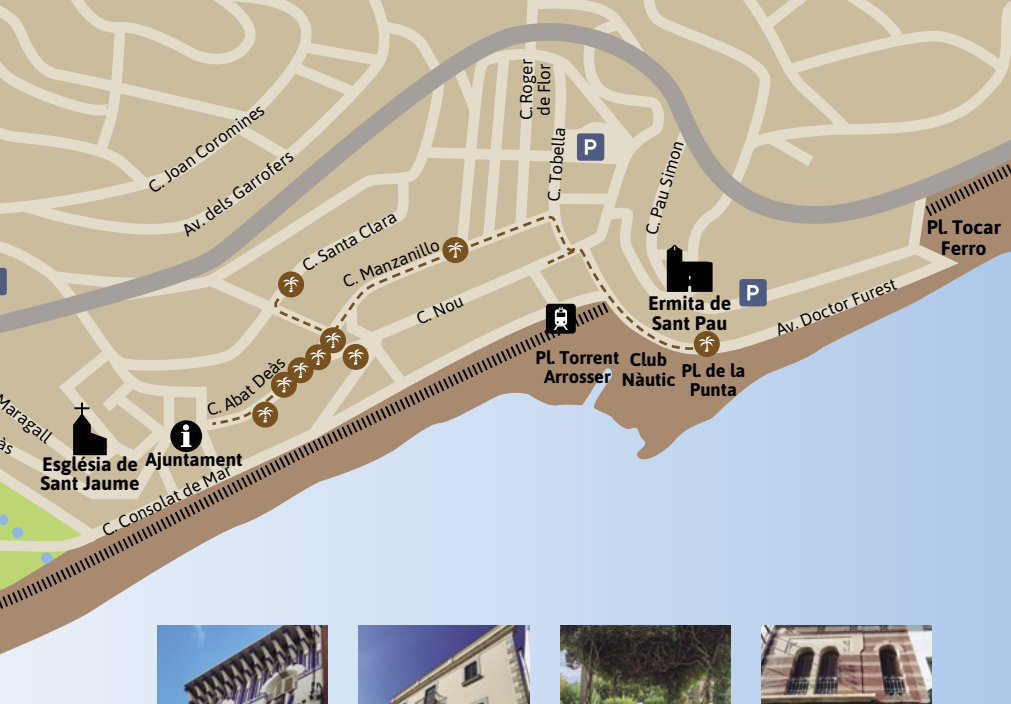 C. Roger
de Flor
P
C. Joan Coromines
C. Tobella
Av. dels Garrofers
C. Pau Simon
C. Santa Clara
Pl. Tocar
Ferro
C. Manzanillo
P
Ermita de
Sant Pau
C. Nou
Av. Doctor Furest
Pl. Torrent
Arrosser
Club
Nàutic
Pl. de la
Punta
C. Abat Deàs
Maragall
às
i
Ajuntament
Església de
Sant Jaume
C. Consolat de Mar